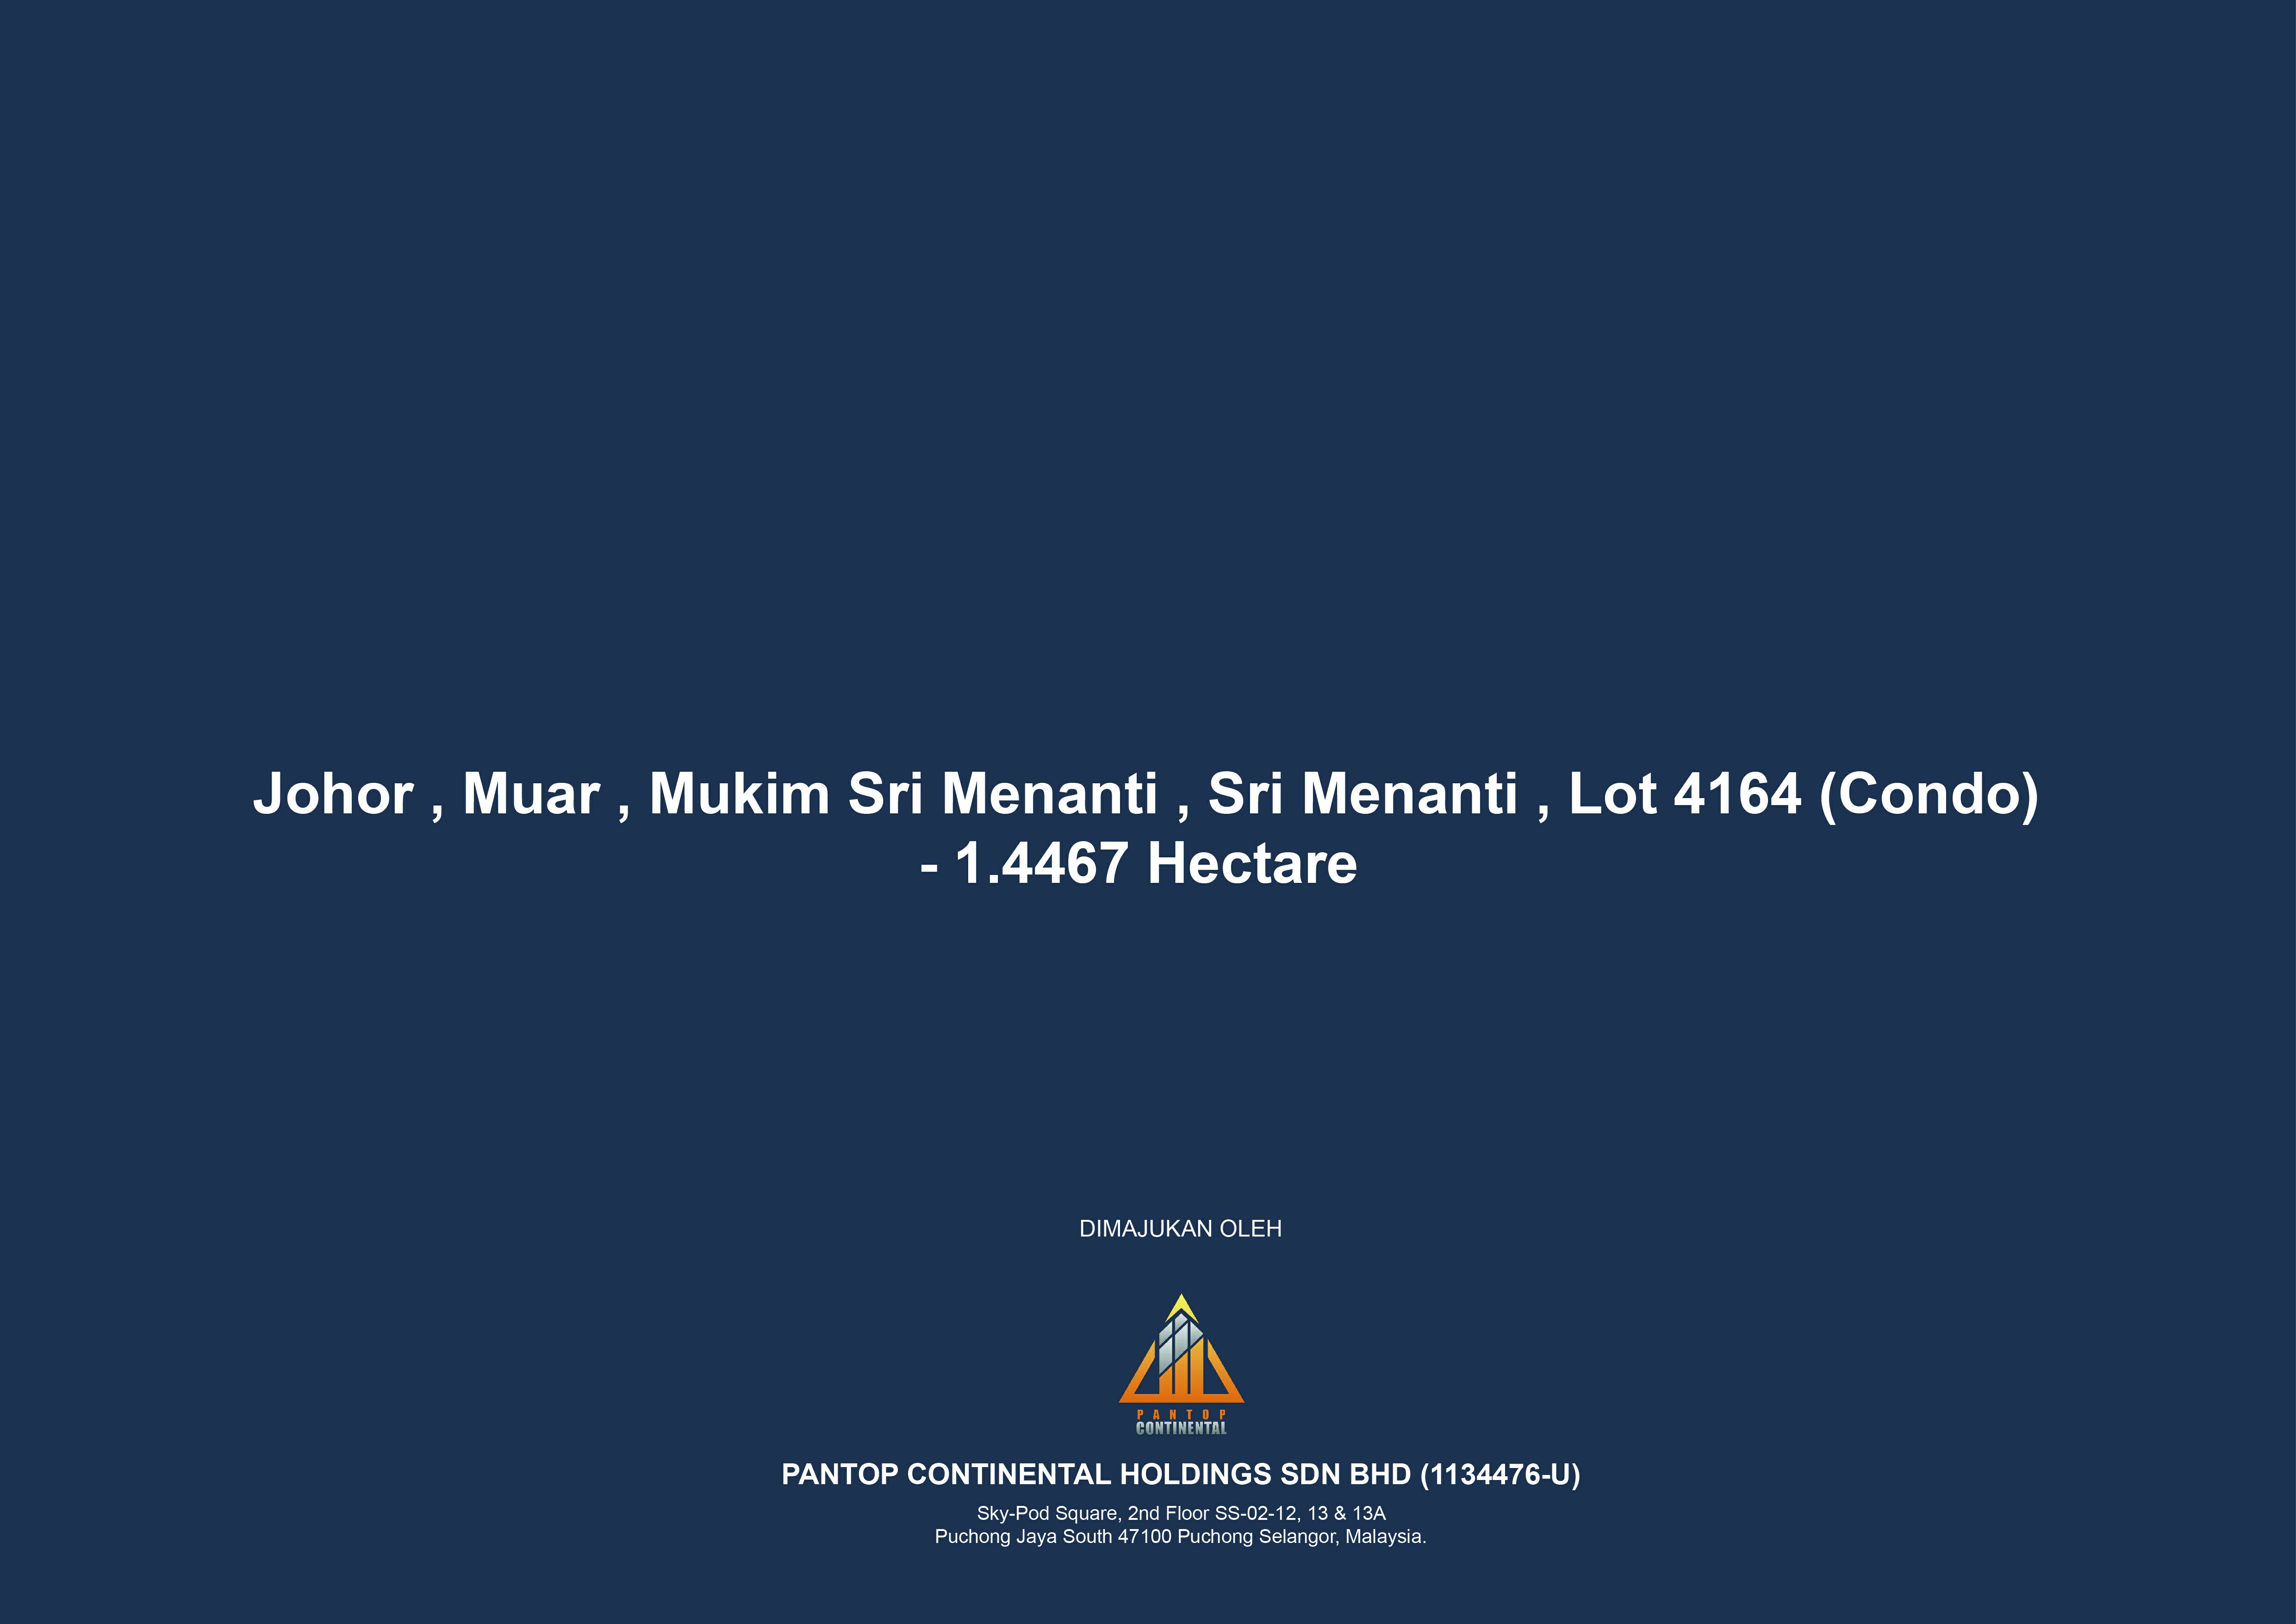 Johor , Muar , Mukim Sri Menanti , Sri Menanti , Lot 4164 (Condo)
- 1.4467 Hectare
DIMAJUKAN OLEH
PANTOP
CONTINENTAL
PANTOP CONTINENTAL HOLDINGS SDN BHD (1134476-U)
Sky-Pod Square, 2nd Floor SS-02-12, 13 & 13A
Puchong Jaya South 47100 Puchong Selangor, Malaysia.